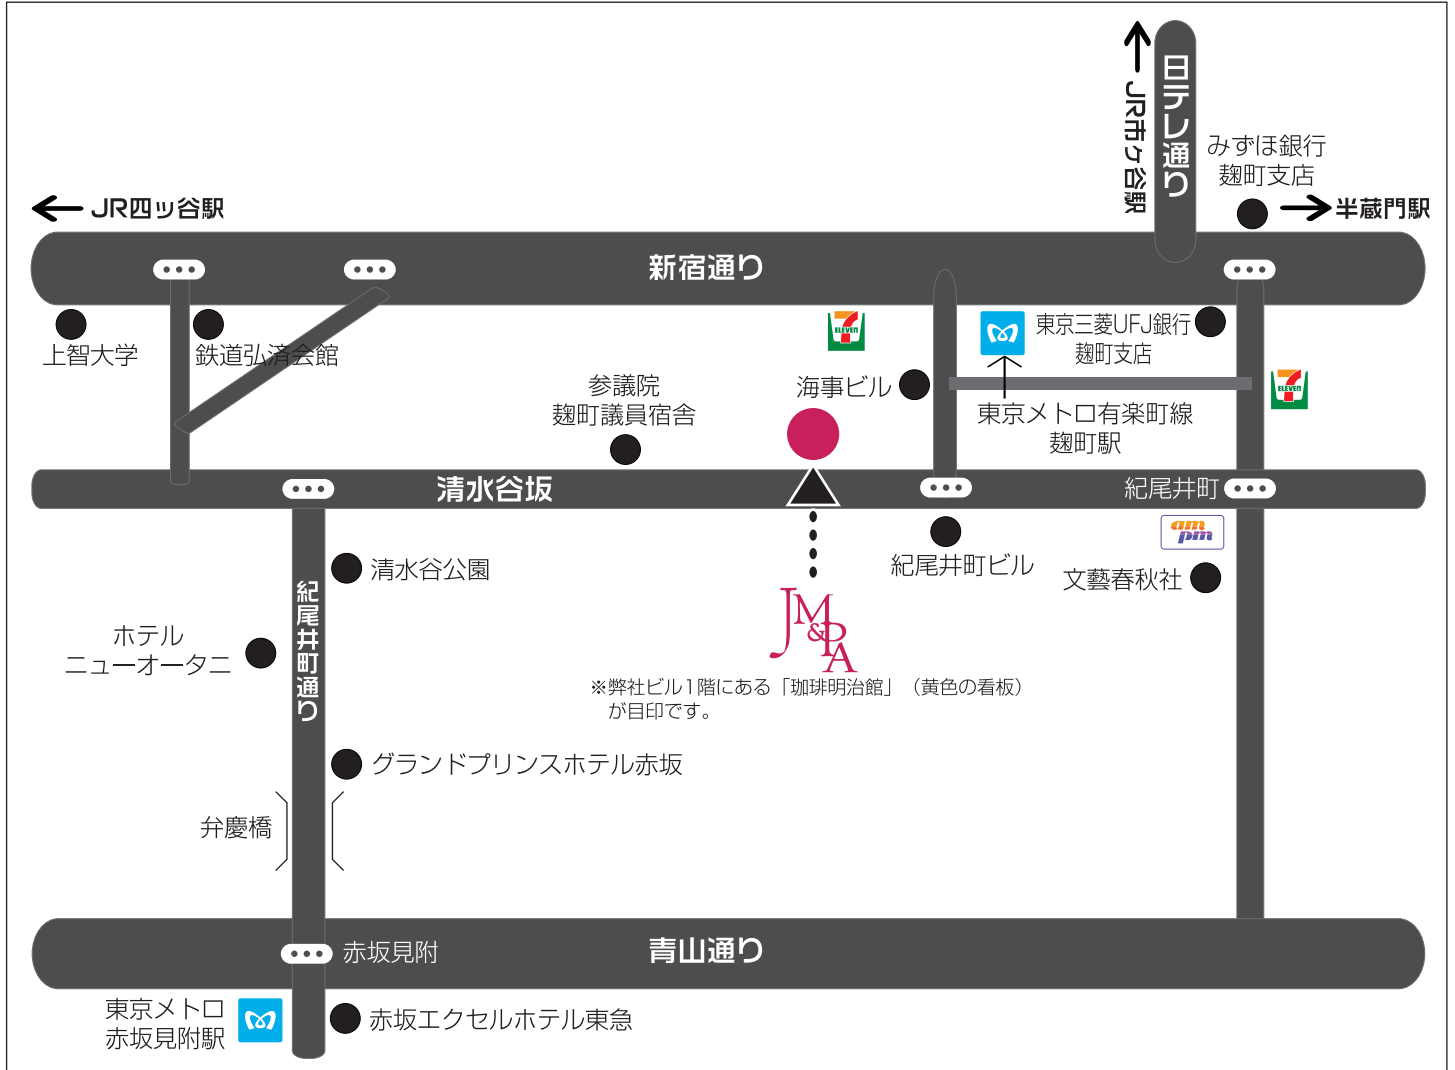 JR市ヶ谷駅
日テレ通り
みずほ銀行
麹町支店
JR四ッ谷駅
半蔵門駅
新宿通り
上智大学
鉄道弘済会館
7
ELEVEN
東京三菱UFJ銀行
麹町支店
参議院
麹町議員宿舎
海事ビル
7
ELEVEN
東京メトロ有楽町線
麹町駅
清水谷坂
紀尾井町
清水谷公園
紀尾井町ビル
am
pm
文藝春秋社
紀尾井町通り
ホテル
ニューオータニ
JM&PA
※弊社ビル1階にある「珈琲明治館」（黄色の看板）
が目印です。
グランドプリンスホテル赤坂
弁慶橋
赤坂見附
青山通り
東京メトロ
赤坂見附駅
赤坂エクセルホテル東急